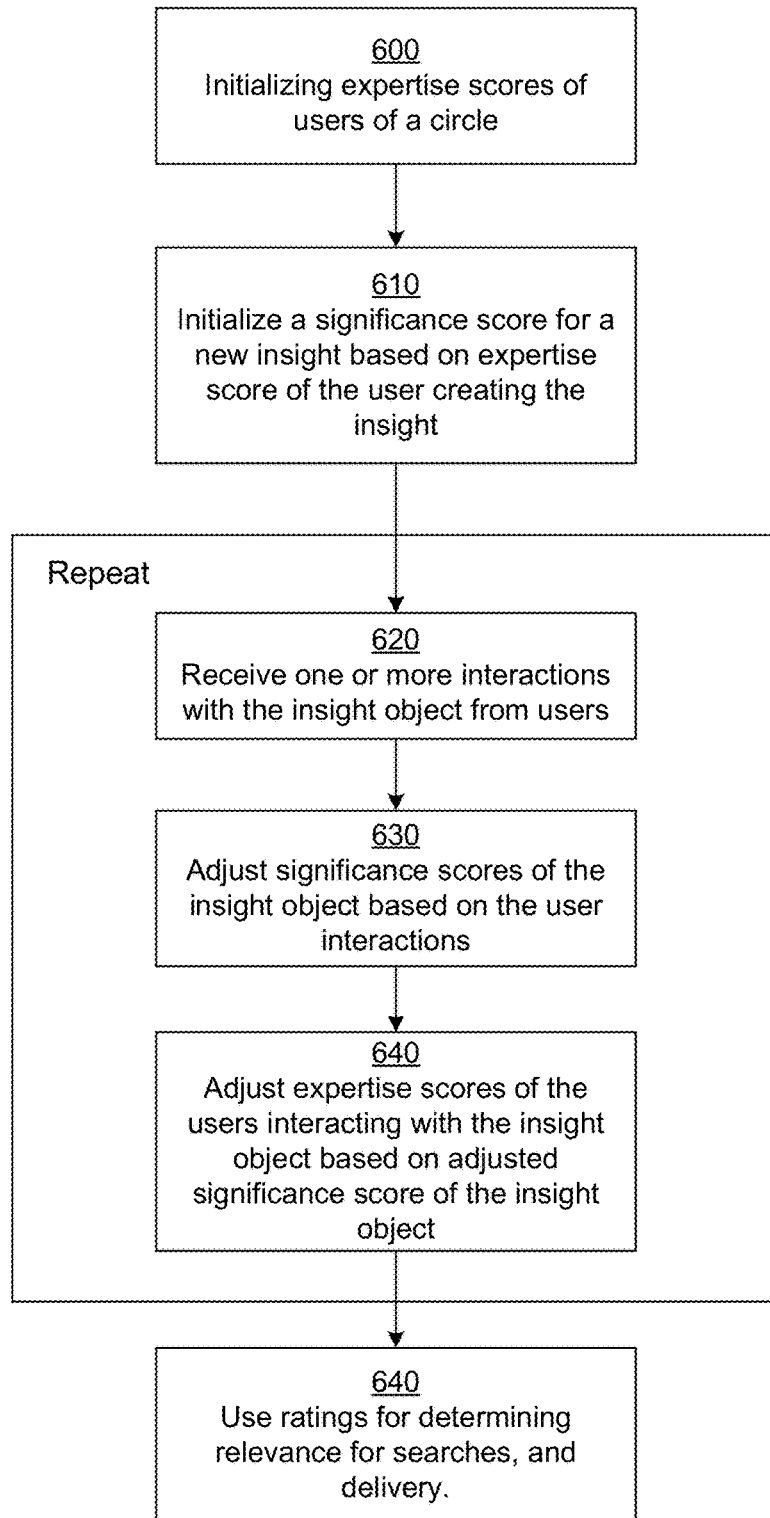 600
Initializing expertise scores of
users of a circle
610
Initialize a significance score for a
new insight based on expertise
score of the user creating the
insight
Repeat
620
Receive one or more interactions
with the insight object from users
630
Adjust significance scores of the
insight object based on the user
interactions
640
Adjust expertise scores of the
users interacting with the insight
object based on adjusted
significance score of the insight
object
640
Use ratings for determining
relevance for searches, and
delivery.